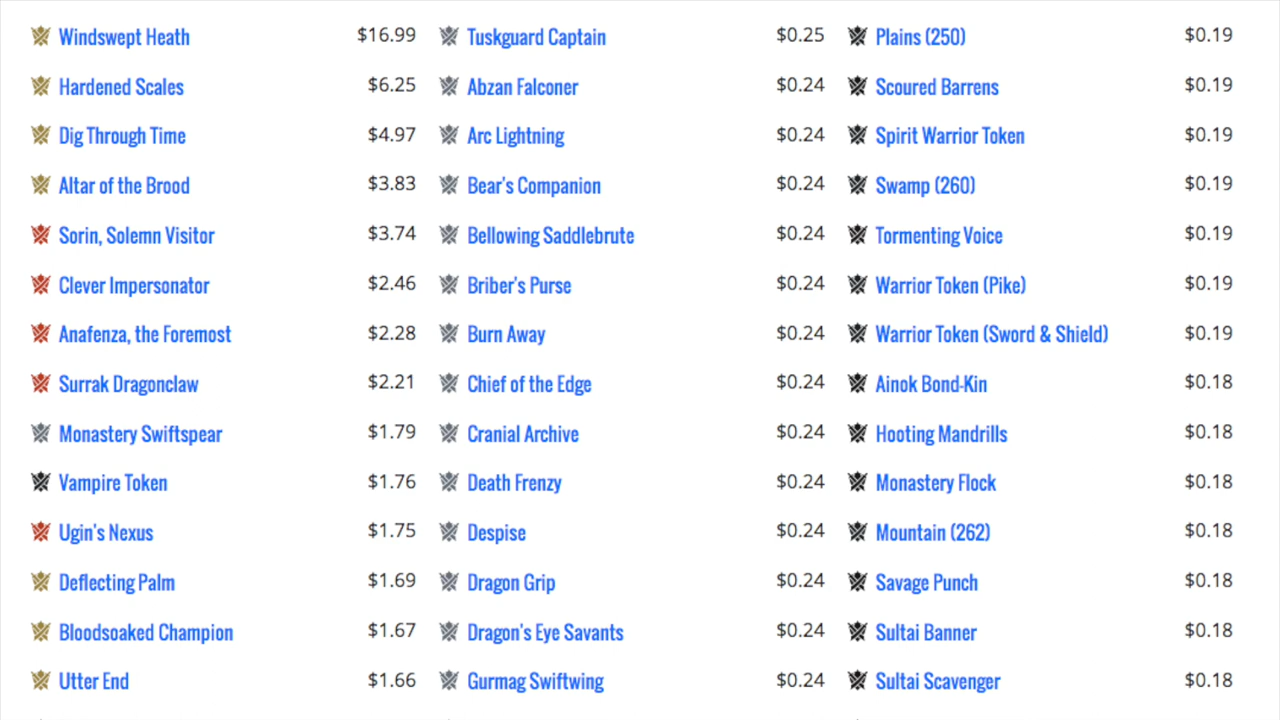 Windswept Heath $16.99
Hardened Scales $6.25
Dig Through Time $4.97
Altar of the Brood $3.83
Sorin, Solemn Visitor $3.74
Clever Impersonator $2.46
Anafenza, the Foremost $2.28
Surrak Dragonclaw $2.21
Monastery Swiftspear $1.79
Vampire Token $1.76
Ugin's Nexus $1.75
Deflecting Palm $1.69
Bloodsoaked Champion $1.67
Utter End $1.66
Tuskguard Captain $0.25
Abzan Falconer $0.24
Arc Lightning $0.24
Bear's Companion $0.24
Bellowing Saddlebrute $0.24
Briber's Purse $0.24
Burn Away $0.24
Chief of the Edge $0.24
Cranial Archive $0.24
Death Frenzy $0.24
Despise $0.24
Dragon Grip $0.24
Dragon's Eye Savants $0.24
Gurmag Swiftwing $0.24
Plains (250) $0.19
Scoured Barrens $0.19
Spirit Warrior Token $0.19
Swamp (260) $0.19
Tormenting Voice $0.19
Warrior Token (Pike) $0.19
Warrior Token (Sword & Shield) $0.19
Ainok Bond-Kin $0.18
Hooting Mandrills $0.18
Monastery Flock $0.18
Mountain (262) $0.18
Savage Punch $0.18
Sultai Banner $0.18
Sultai Scavenger $0.18